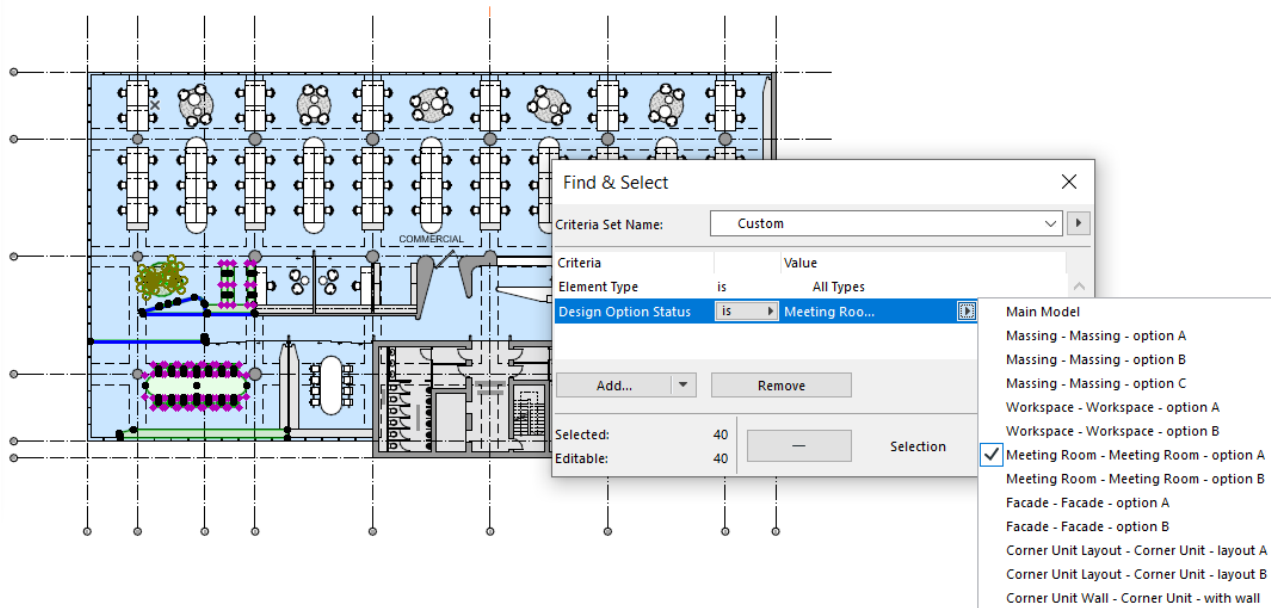 COMMERCIAL
Find & Select
Criteria Set Name: Custom
Criteria Value
Element Type is All Types
Design Option Status is Meeting Roo...
Add... Remove
Selected: 40
Editable: 40
Selection
Main Model
Massing - Massing - option A
Massing - Massing - option B
Massing - Massing - option C
Workspace - Workspace - option A
Workspace - Workspace - option B
Meeting Room - Meeting Room - option A
Meeting Room - Meeting Room - option B
Facade - Facade - option A
Facade - Facade - option B
Corner Unit Layout - Corner Unit - layout A
Corner Unit Layout - Corner Unit - layout B
Corner Unit Wall - Corner Unit - with wall